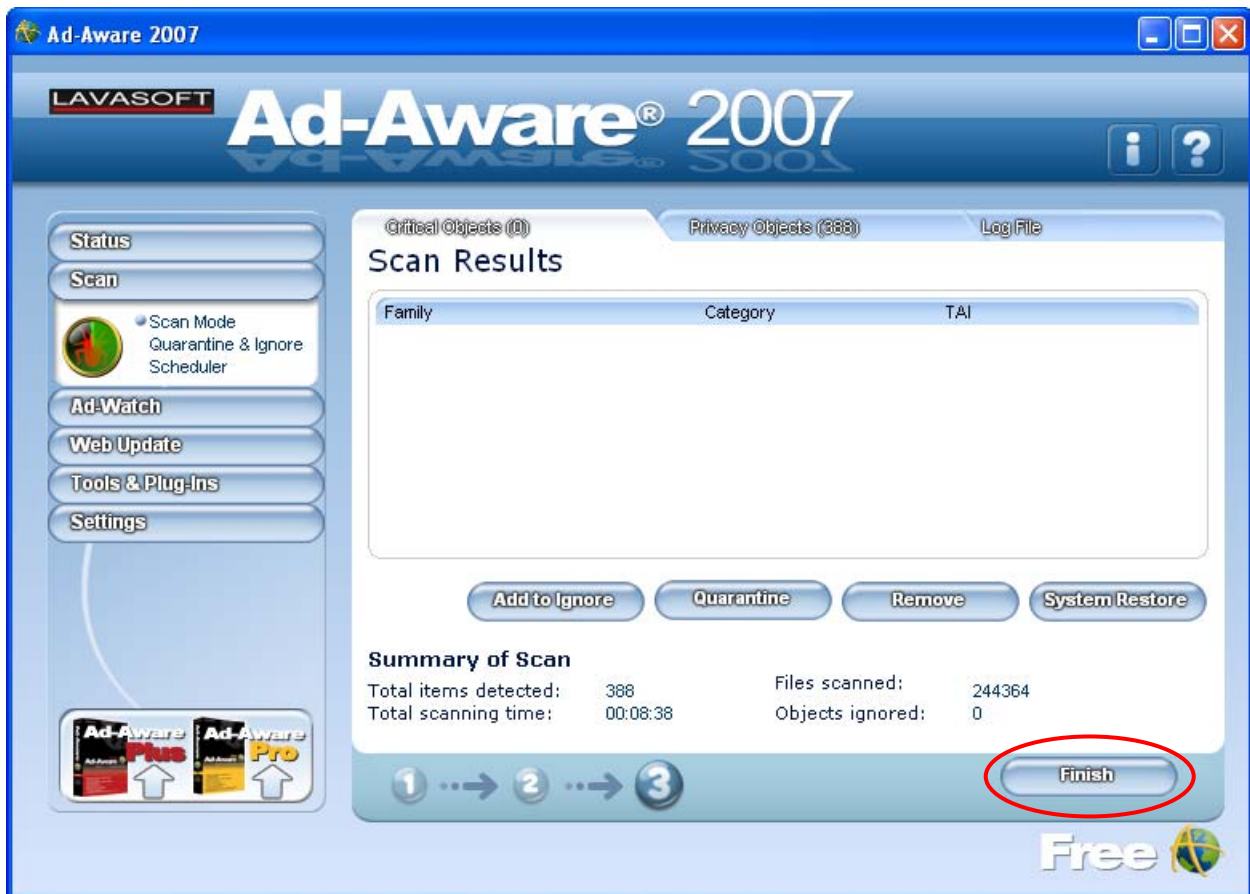 Ad-Aware 2007
LAVASOFT
Ad-Aware® 2007
i ?
Status
Scan
Scan Mode
Quarantine & Ignore
Scheduler
Ad-Watch
Web Update
Tools & Plug-Ins
Settings
Ad-Aware Plus
Ad-Aware Pro
Critical Objects (0) Privacy Objects (388) Log File
Scan Results
Family Category TAI
Add to Ignore Quarantine Remove System Restore
Summary of Scan
Total items detected: 388 Files scanned: 244364
Total scanning time: 00:08:38 Objects ignored: 0
1 2 3
Finish
Free